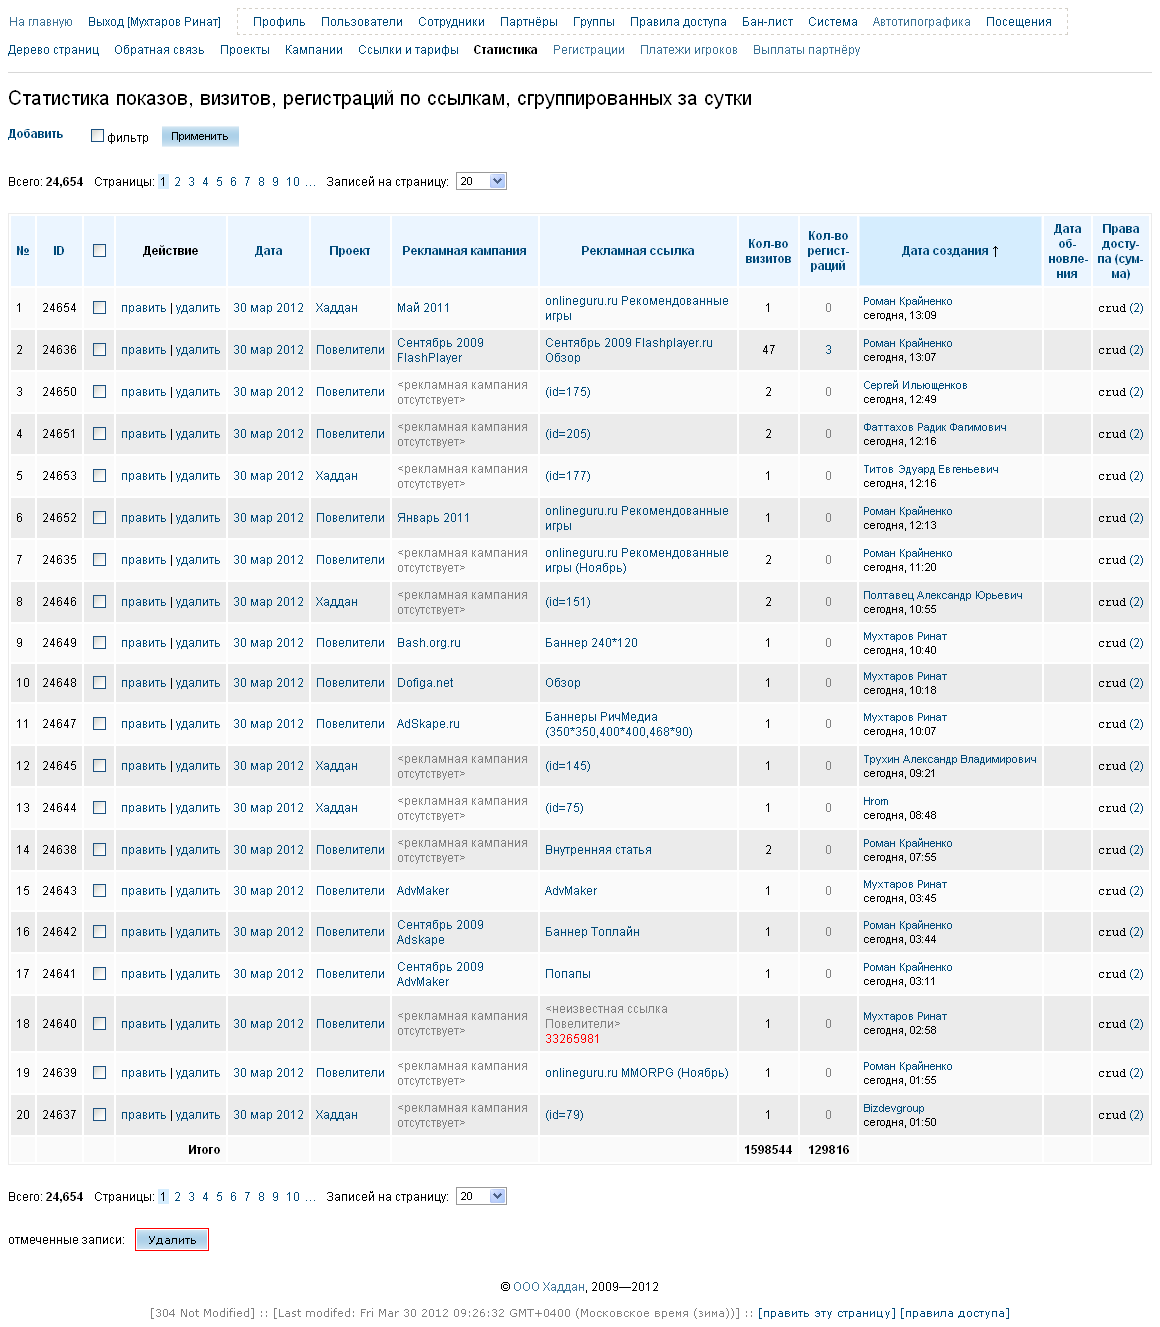 На главную Выход [Мухтаров Ринат] Профиль Пользователи Сотрудники Партнёры Группы Правила доступа Бан-лист Система Автотипографика Посещения
Дерево страниц Обратная связь Проекты Кампании Ссылки и тарифы Статистика Регистрации Платежи игроков Выплаты партнёру
Статистика показов, визитов, регистраций по ссылкам, сгруппированных за сутки
Добавить фильтр Применить
Всего: 24,654 Страницы: 1 2 3 4 5 6 7 8 9 10 ... Записей на страницу: 20
№ ID Действие Дата Проект Рекламная кампания Рекламная ссылка Кол-во визитов Кол-во регист-раций Дата создания ↑ Дата об-новле-ния Права досту-па (сум-ма)
1 24654 править | удалить 30 мар 2012 Хаддан Май 2011 onlineguru.ru Рекомендованные игры 1 0 Роман Крайненко сегодня, 13:09 crud (2)
2 24636 править | удалить 30 мар 2012 Повелители Сентябрь 2009 FlashPlayer Сентябрь 2009 Flashplayer.ru Обзор 47 3 Роман Крайненко сегодня, 13:07 crud (2)
3 24650 править | удалить 30 мар 2012 Повелители <рекламная кампания отсутствует> (id=175) 2 0 Сергей Ильющенков сегодня, 12:49 crud (2)
4 24651 править | удалить 30 мар 2012 Повелители <рекламная кампания отсутствует> (id=205) 2 0 Фаттахов Радик Фагимович сегодня, 12:16 crud (2)
5 24653 править | удалить 30 мар 2012 Хаддан <рекламная кампания отсутствует> (id=177) 1 0 Титов Эдуард Евгеньевич сегодня, 12:16 crud (2)
6 24652 править | удалить 30 мар 2012 Повелители Январь 2011 onlineguru.ru Рекомендованные игры 1 0 Роман Крайненко сегодня, 12:13 crud (2)
7 24635 править | удалить 30 мар 2012 Повелители <рекламная кампания отсутствует> onlineguru.ru Рекомендованные игры (Ноябрь) 2 0 Роман Крайненко сегодня, 11:20 crud (2)
8 24646 править | удалить 30 мар 2012 Хаддан <рекламная кампания отсутствует> (id=151) 2 0 Полтавец Александр Юрьевич сегодня, 10:55 crud (2)
9 24649 править | удалить 30 мар 2012 Повелители Bash.org.ru Баннер 240*120 1 0 Мухтаров Ринат сегодня, 10:40 crud (2)
10 24648 править | удалить 30 мар 2012 Повелители Dofiga.net Обзор 1 0 Мухтаров Ринат сегодня, 10:18 crud (2)
11 24647 править | удалить 30 мар 2012 Повелители AdSkape.ru Баннеры РичМедиа (350*350,400*400,468*90) 1 0 Мухтаров Ринат сегодня, 10:07 crud (2)
12 24645 править | удалить 30 мар 2012 Хаддан <рекламная кампания отсутствует> (id=145) 1 0 Трухин Александр Владимирович сегодня, 09:21 crud (2)
13 24644 править | удалить 30 мар 2012 Хаддан <рекламная кампания отсутствует> (id=75) 1 0 Hrom сегодня, 08:48 crud (2)
14 24638 править | удалить 30 мар 2012 Повелители <рекламная кампания отсутствует> Внутренняя статья 2 0 Роман Крайненко сегодня, 07:55 crud (2)
15 24643 править | удалить 30 мар 2012 Повелители AdvMaker AdvMaker 1 0 Мухтаров Ринат сегодня, 03:45 crud (2)
16 24642 править | удалить 30 мар 2012 Повелители Сентябрь 2009 Adskape Баннер Топлайн 1 0 Роман Крайненко сегодня, 03:44 crud (2)
17 24641 править | удалить 30 мар 2012 Повелители Сентябрь 2009 AdvMaker Попапы 1 0 Роман Крайненко сегодня, 03:11 crud (2)
18 24640 править | удалить 30 мар 2012 Повелители <рекламная кампания отсутствует> <неизвестная ссылка Повелители> 33265981 1 0 Мухтаров Ринат сегодня, 02:58 crud (2)
19 24639 править | удалить 30 мар 2012 Повелители <рекламная кампания отсутствует> onlineguru.ru MMORPG (Ноябрь) 1 0 Роман Крайненко сегодня, 01:55 crud (2)
20 24637 править | удалить 30 мар 2012 Хаддан <рекламная кампания отсутствует> (id=79) 1 0 Bizdevgroup сегодня, 01:50 crud (2)
Итого 1598544 129816
Всего: 24,654 Страницы: 1 2 3 4 5 6 7 8 9 10 ... Записей на страницу: 20
отмеченные записи: Удалить
© ООО Хаддан, 2009—2012
[304 Not Modified] :: [Last modifed: Fri Mar 30 2012 09:26:32 GMT+0400 (Московское время (зима))] :: [править эту страницу] [правила доступа]